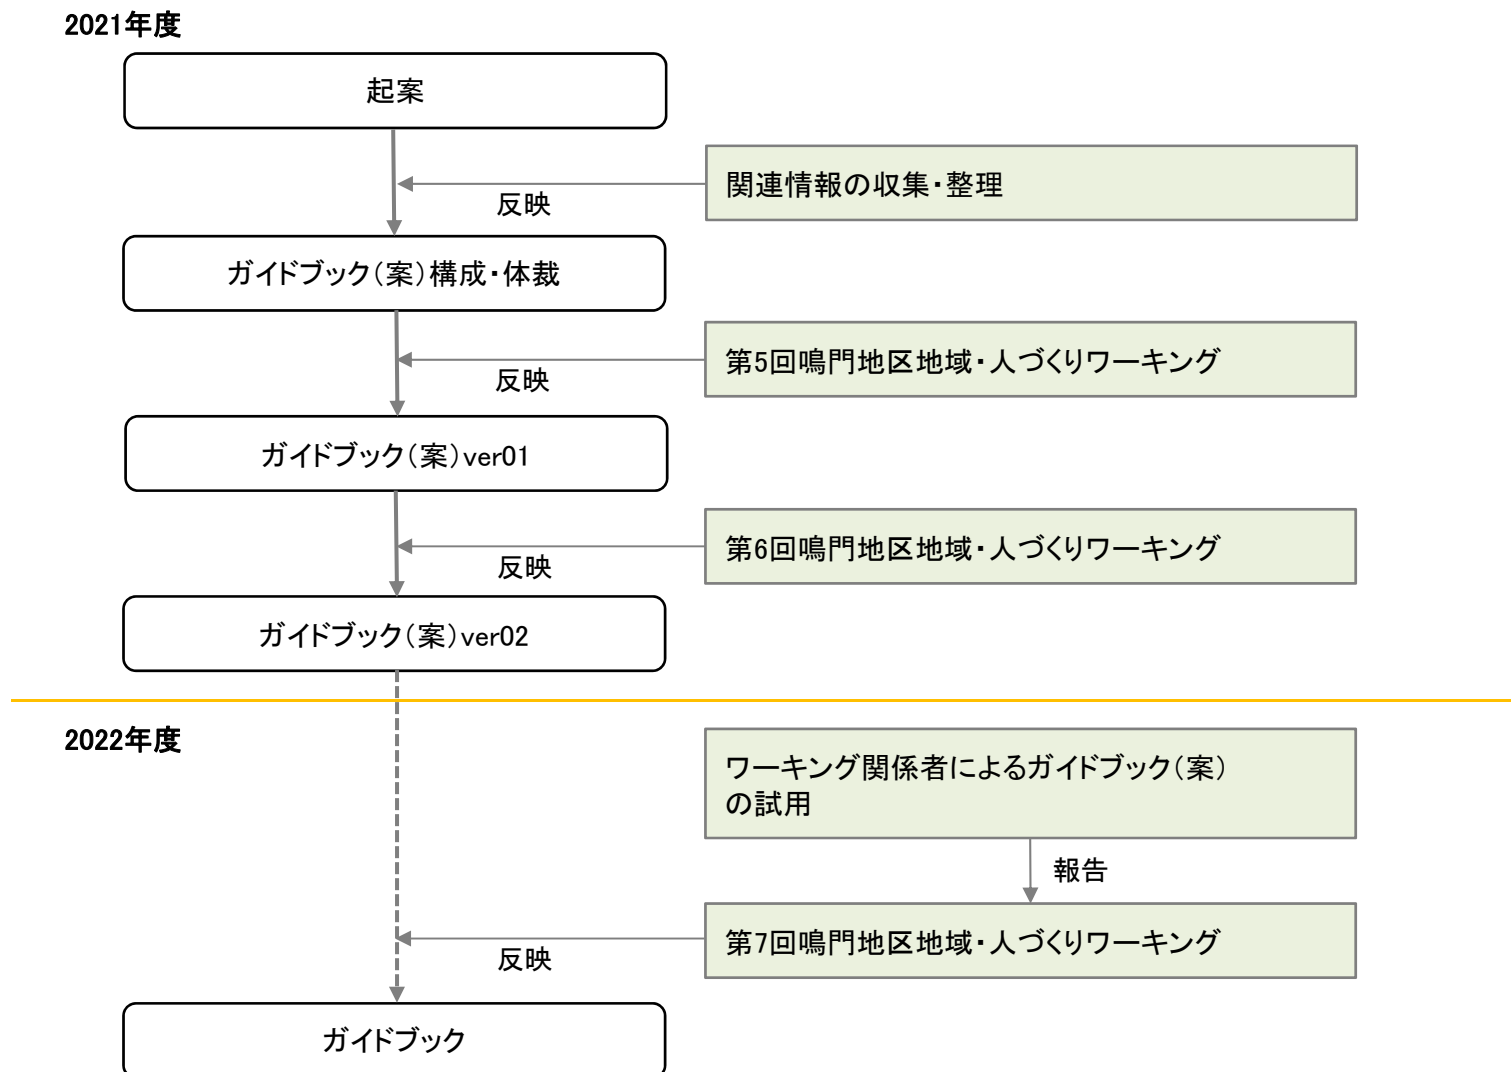 2021年度
起案
関連情報の収集・整理
反映
ガイドブック（案）構成・体裁
第5回鳴門地区地域・人づくりワーキング
反映
ガイドブック（案）ver01
第6回鳴門地区地域・人づくりワーキング
反映
ガイドブック（案）ver02
2022年度
ワーキング関係者によるガイドブック（案）
の試用
報告
第7回鳴門地区地域・人づくりワーキング
反映
ガイドブック